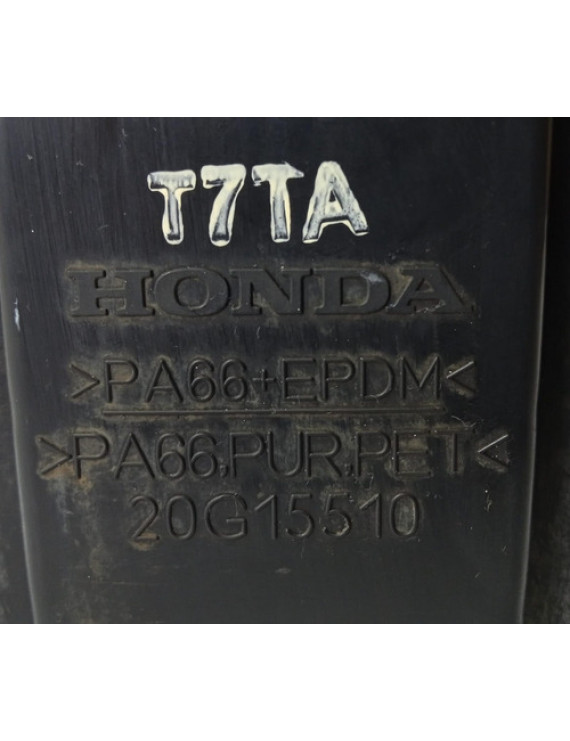 T7TA
HONDA
>PA66+EPDM<
>PA66,PUR,PET<
20G15510